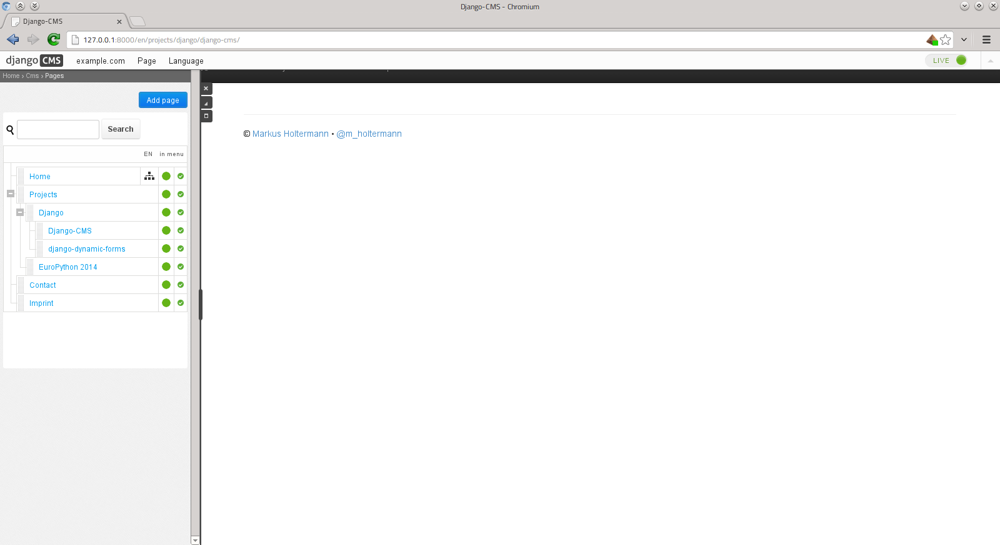 Django-CMS - Chromium
Django-CMS
127.0.0.1:8000/en/projects/django/django-cms/
django CMS example.com Page Language LIVE
Home › Cms › Pages
Add page
Search
EN in menu
Home
Projects
Django
Django-CMS
django-dynamic-forms
EuroPython 2014
Contact
Imprint
© Markus Holtermann • @m_holtermann